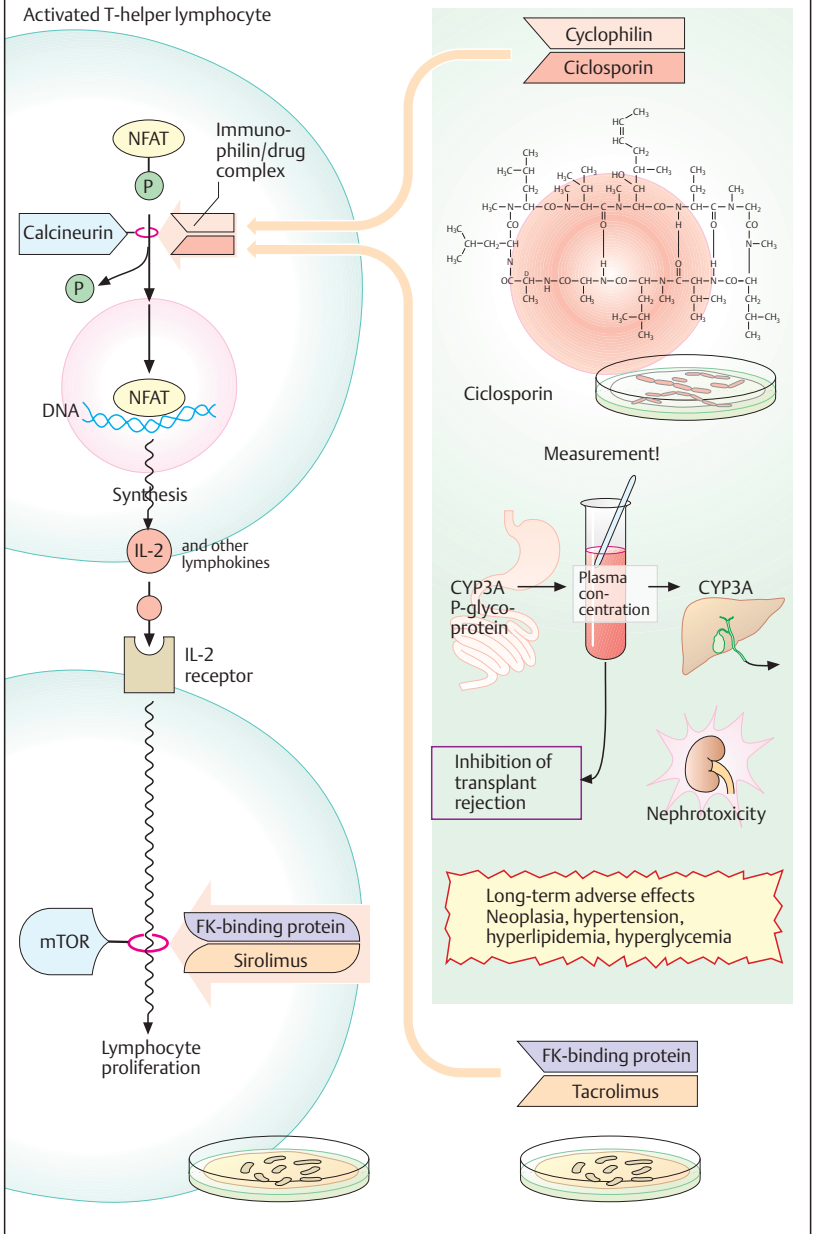 Activated T-helper lymphocyte
NFAT
P
Immuno-
philin/drug
complex
Calcineurin
P
NFAT
DNA
Synthesis
IL-2
and other
lymphokines
IL-2
receptor
mTOR
FK-binding protein
Sirolimus
Lymphocyte
proliferation
Cyclophilin
Ciclosporin
Ciclosporin
Measurement!
CYP3A
P-glyco-
protein
Plasma
con-
centration
CYP3A
Inhibition of
transplant
rejection
Nephrotoxicity
Long-term adverse effects
Neoplasia, hypertension,
hyperlipidemia, hyperglycemia
FK-binding protein
Tacrolimus